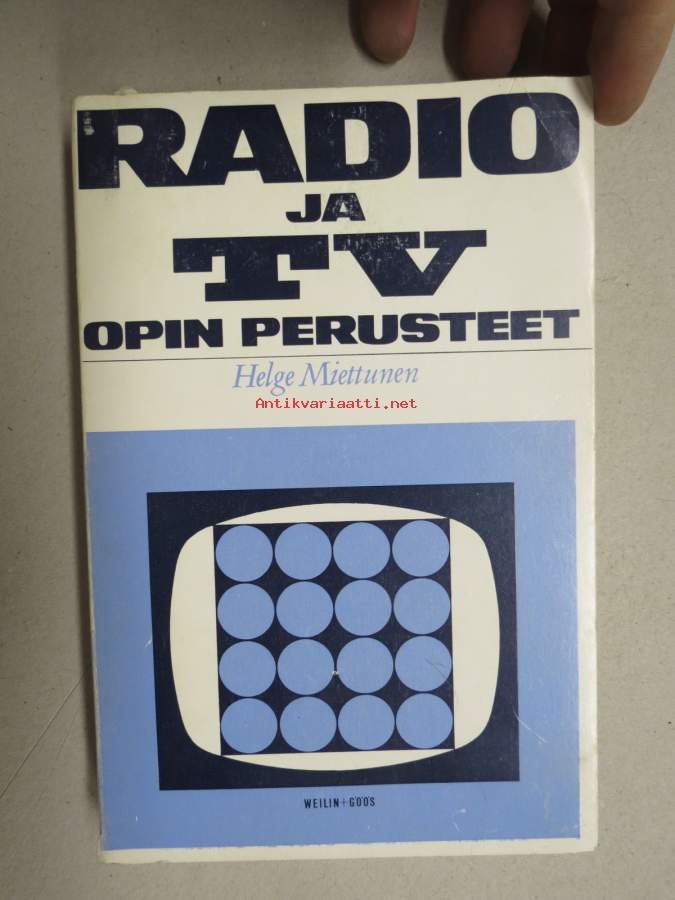 RADIO
JA
TV
OPIN PERUSTEET
Helge Miettunen
Antikvariaatti.net
WEILIN+GÖÖS